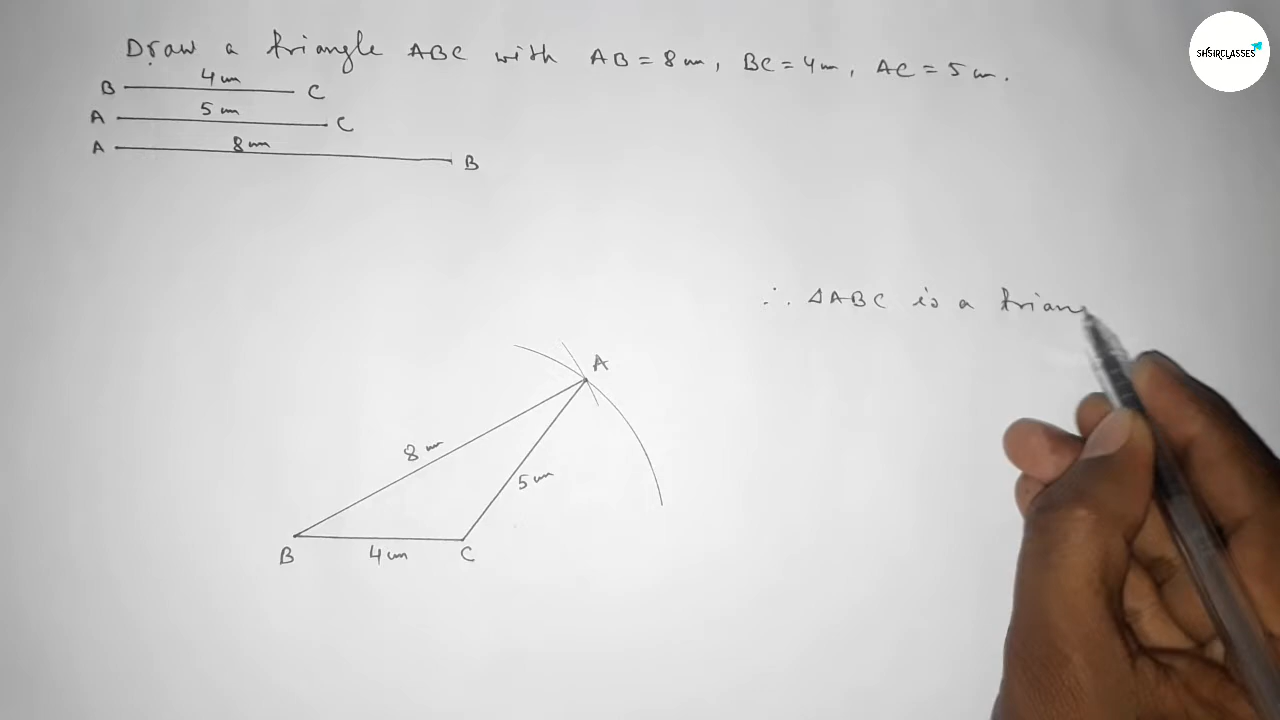 Draw a triangle ABC with AB = 8 cm, BC = 4 cm, AC = 5 cm.
SHSIRCLASSES
B 4 cm C
A 5 cm C
A 8 cm B
∴ △ABC is a trian
A
8 cm
5 cm
B 4 cm C